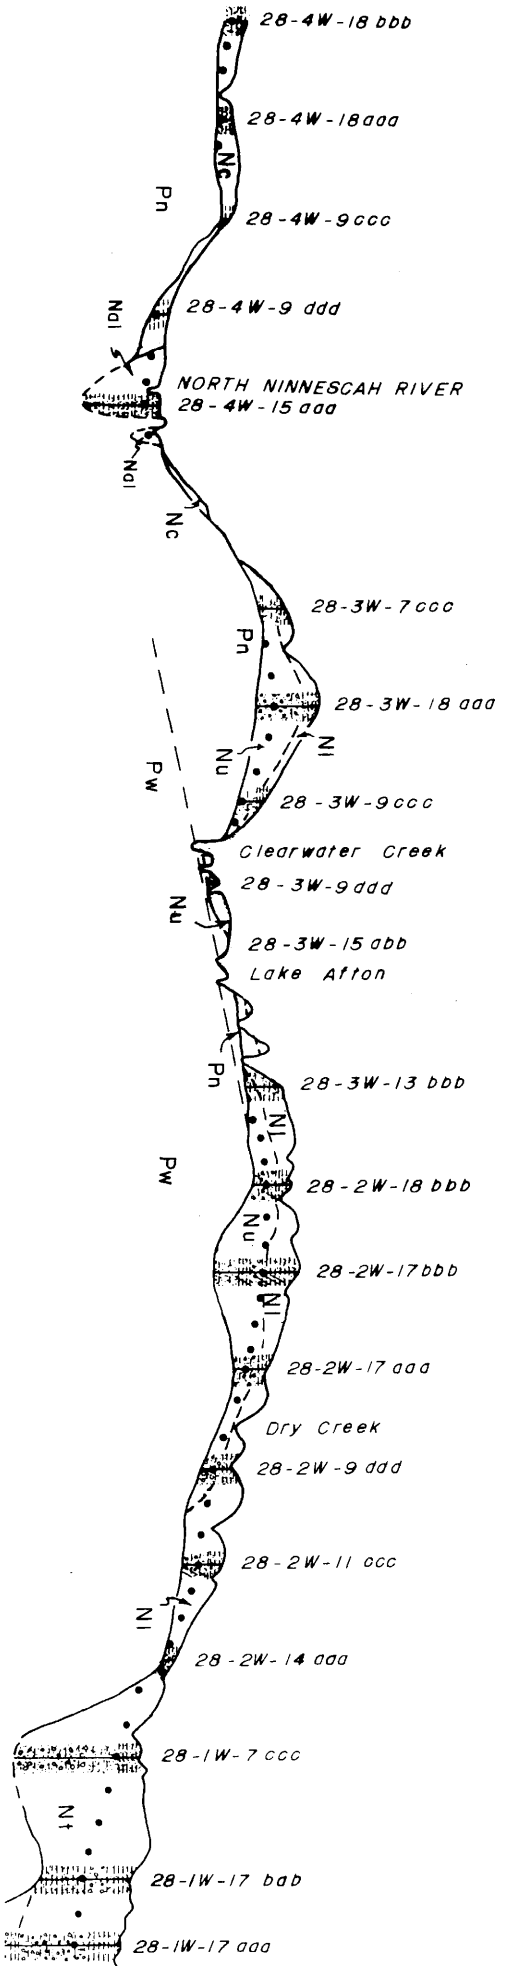 28-4W-18 bbb
28-4W-18aaa
Nc
Pn
28-4W-9 ccc
28-4W-9 ddd
Nal
NORTH NINNESCAH RIVER
28-4W-15 aaa
Nal
Nc
28-3W-7 ccc
Pn
28-3W-18 aaa
Nl
Nu
Pw
28-3W-9 ccc
Clearwater Creek
28-3W-9 ddd
Nu
28-3W-15 abb
Lake Afton
Pn
28-3W-13 bbb
Nl
Pw
28-2W-18 bbb
Nu
28-2W-17 bbb
Nl
28-2W-17 aaa
Dry Creek
28-2W-9 ddd
28-2W-11 ccc
Nl
28-2W-14 aaa
28-1W-7 ccc
Nt
28-1W-17 bab
28-1W-17 aaa